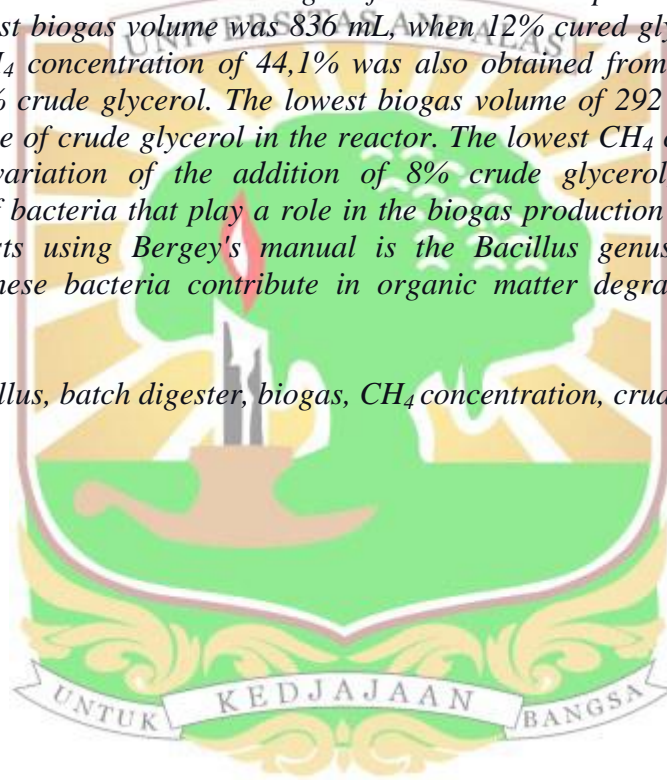 st biogas volume was 836 mL, when 12% cured gly
UNIVERSITAS ANDALAS
H₄ concentration of 44,1% was also obtained from
% crude glycerol. The lowest biogas volume of 292
e of crude glycerol in the reactor. The lowest CH₄
variation of the addition of 8% crude glycerol
f bacteria that play a role in the biogas production
ts using Bergey's manual is the Bacillus genus
hese bacteria contribute in organic matter degra
llus, batch digester, biogas, CH₄ concentration, crud
UNTUK KEDJAJAAN BANGSA